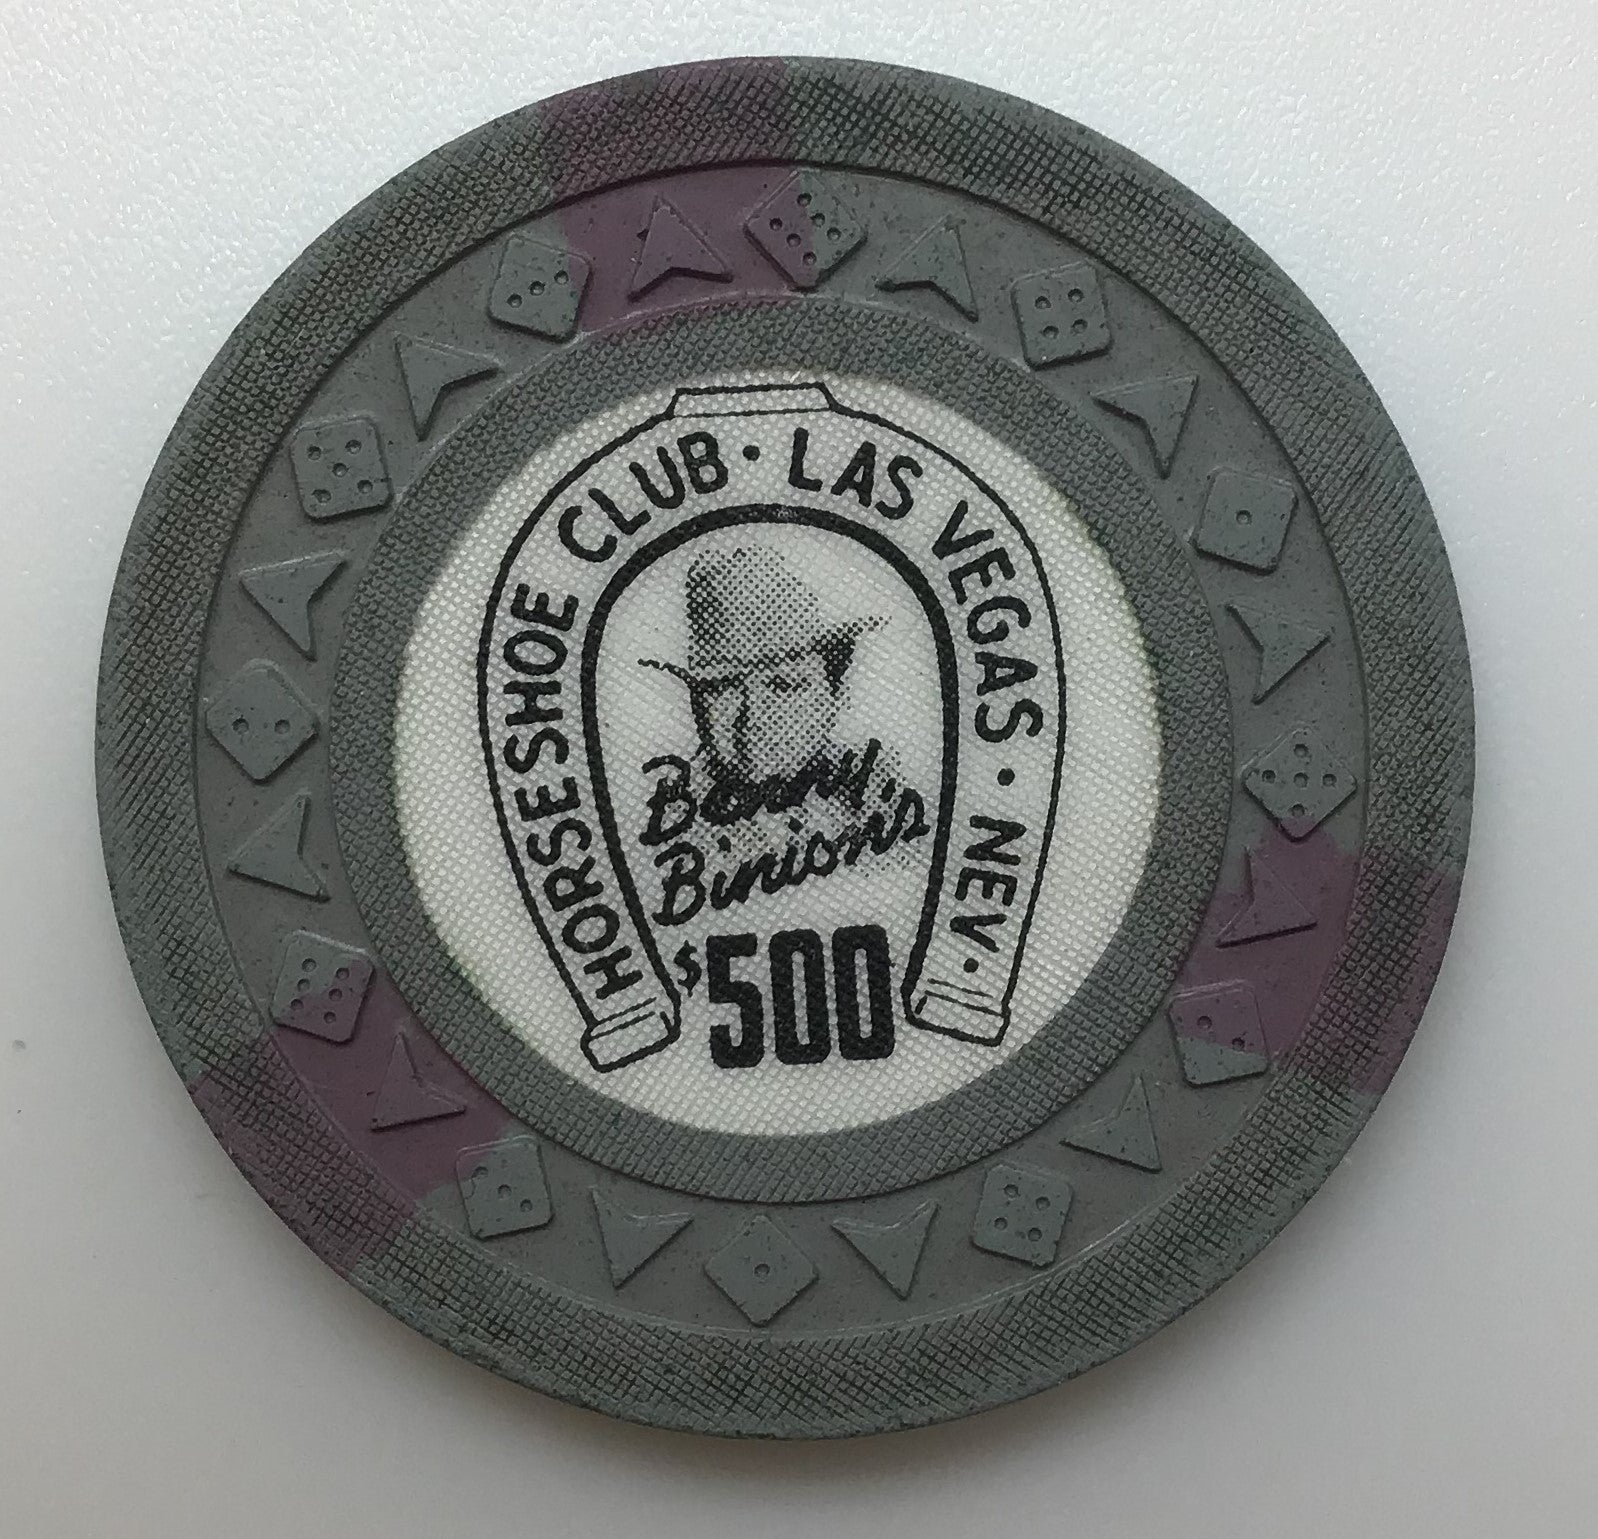 HORSESHOE CLUB · LAS VEGAS · NEV ·
Benny
Binion's
$500